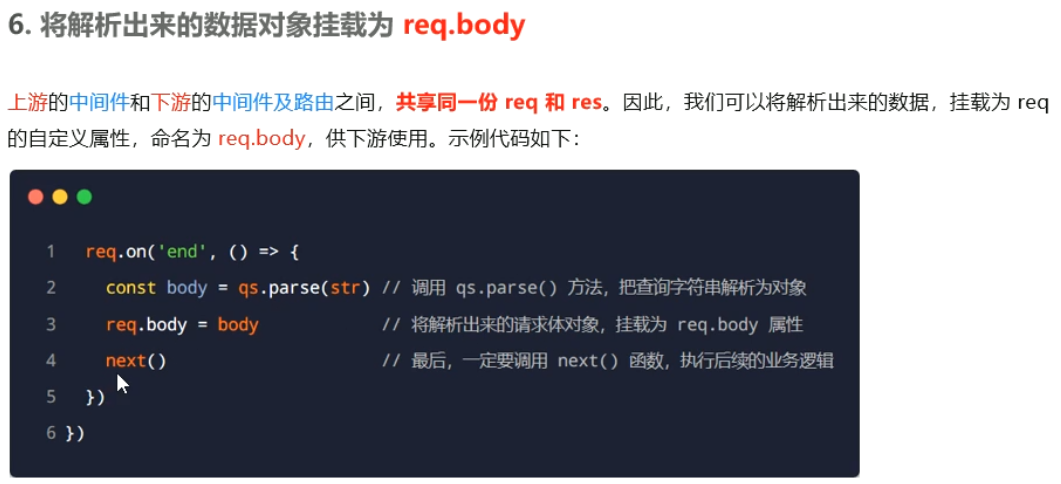 6. 将解析出来的数据对象挂载为 req.body
上游的中间件和下游的中间件及路由之间，共享同一份 req 和 res。因此，我们可以将解析出来的数据，挂载为 req
的自定义属性，命名为 req.body，供下游使用。示例代码如下：
1 req.on('end', () => {
2 const body = qs.parse(str) // 调用 qs.parse() 方法，把查询字符串解析为对象
3 req.body = body // 将解析出来的请求体对象，挂载为 req.body 属性
4 next() // 最后，一定要调用 next() 函数，执行后续的业务逻辑
5 })
6 })